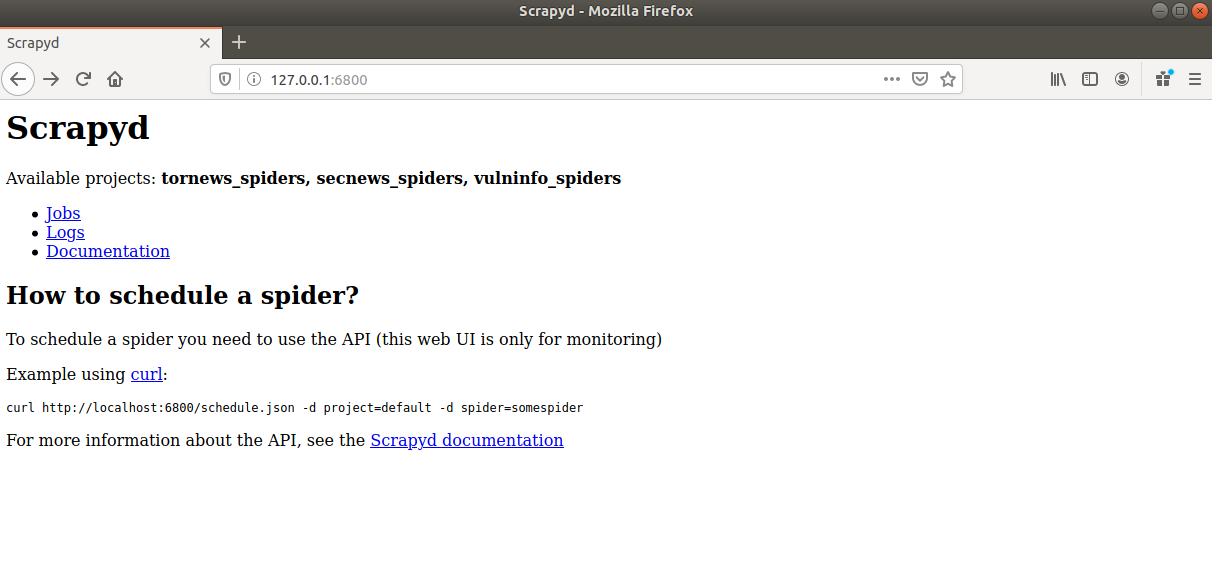 Scrapyd - Mozilla Firefox
Scrapyd
127.0.0.1:6800
Scrapyd
Available projects: tornews_spiders, secnews_spiders, vulninfo_spiders
Jobs
Logs
Documentation
How to schedule a spider?
To schedule a spider you need to use the API (this web UI is only for monitoring)
Example using curl:
curl http://localhost:6800/schedule.json -d project=default -d spider=somespider
For more information about the API, see the Scrapyd documentation